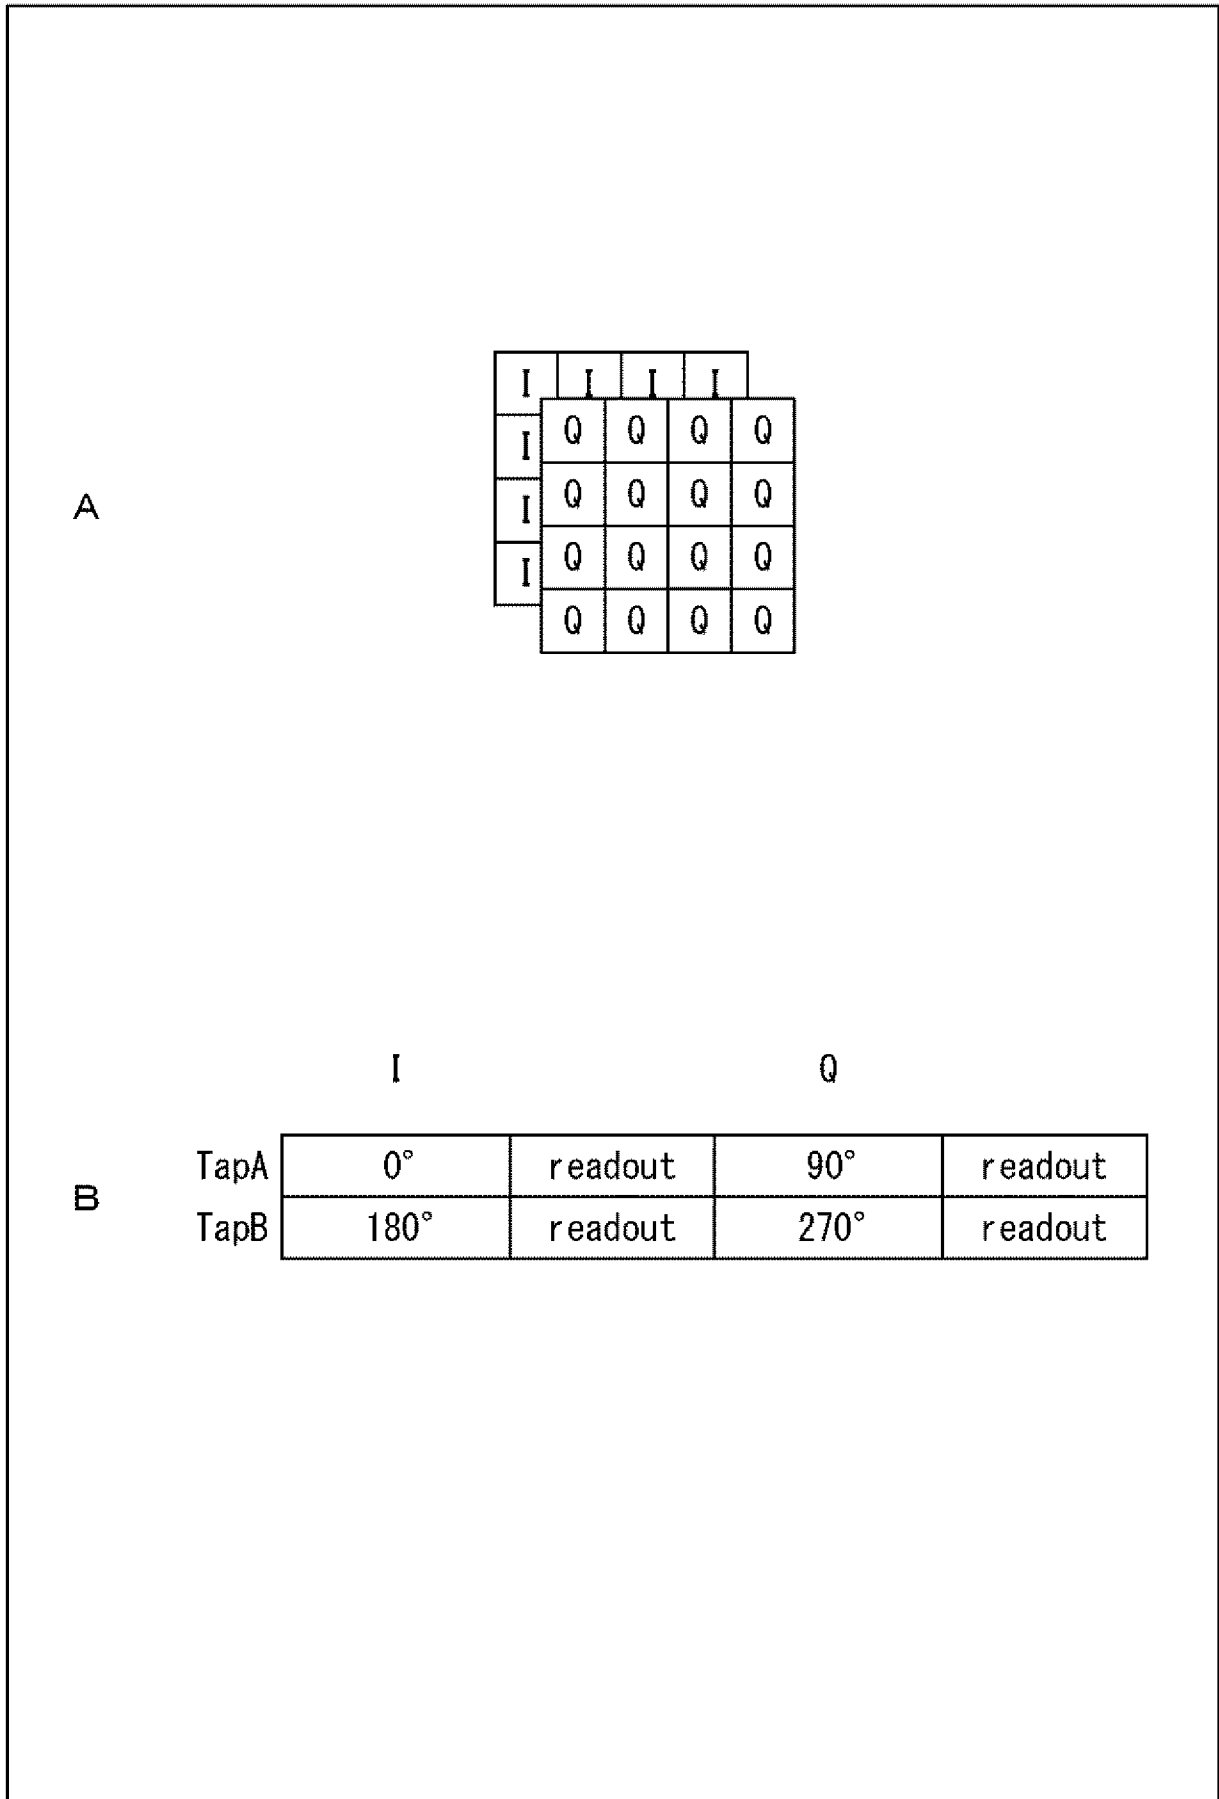 I I I I
I Q Q Q Q
I Q Q Q Q
I Q Q Q Q
Q Q Q Q
A
I Q
TapA 0° readout 90° readout
B
TapB 180° readout 270° readout